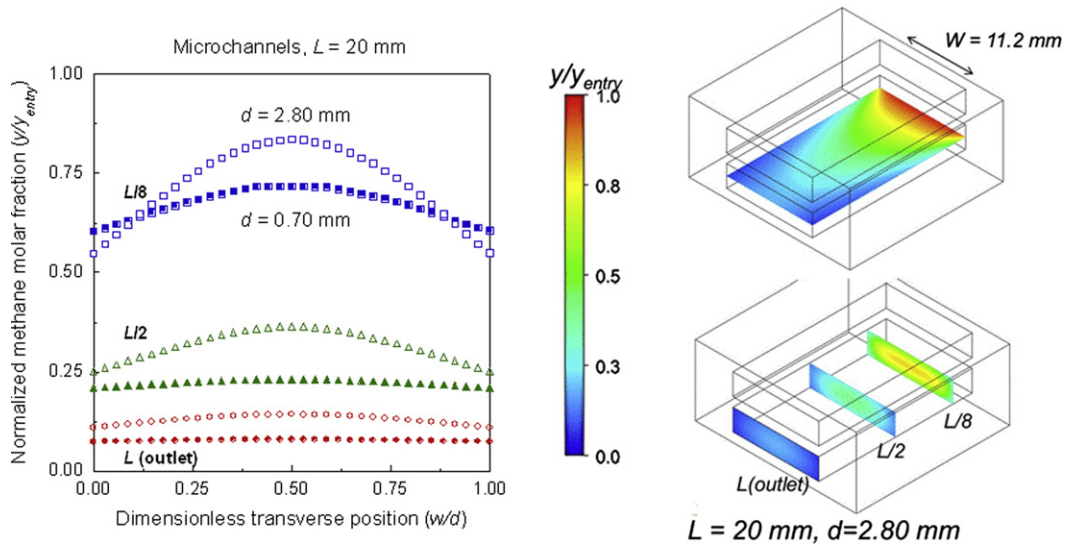 Microchannels, L = 20 mm
Normalized methane molar fraction (y/y_entry)
1.00
0.75
0.50
0.25
0.00
d = 2.80 mm
L/8
d = 0.70 mm
L/2
L (outlet)
0.00 0.25 0.50 0.75 1.00
Dimensionless transverse position (w/d)
y/y_entry
1.0
0.8
0.5
0.3
0.0
W = 11.2 mm
L/8
L/2
L(outlet)
L = 20 mm, d=2.80 mm